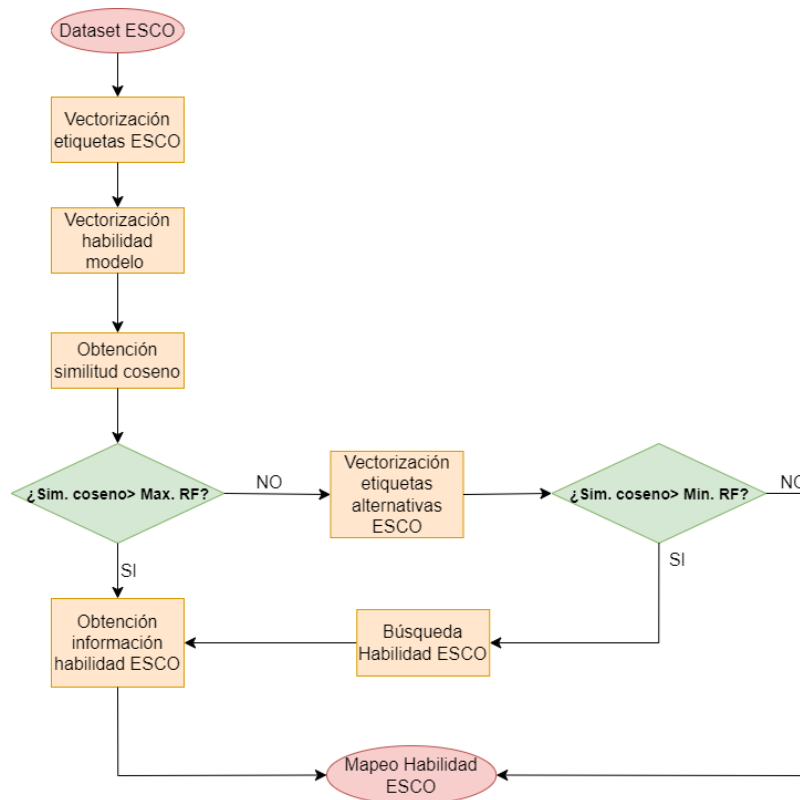 Dataset ESCO
Vectorización
etiquetas ESCO
Vectorización
habilidad
modelo
Obtención
similitud coseno
¿Sim. coseno> Max. RF?
NO
Vectorización
etiquetas
alternativas
ESCO
¿Sim. coseno> Min. RF?
NO
SI
SI
Obtención
información
habilidad ESCO
Búsqueda
Habilidad ESCO
Mapeo Habilidad
ESCO